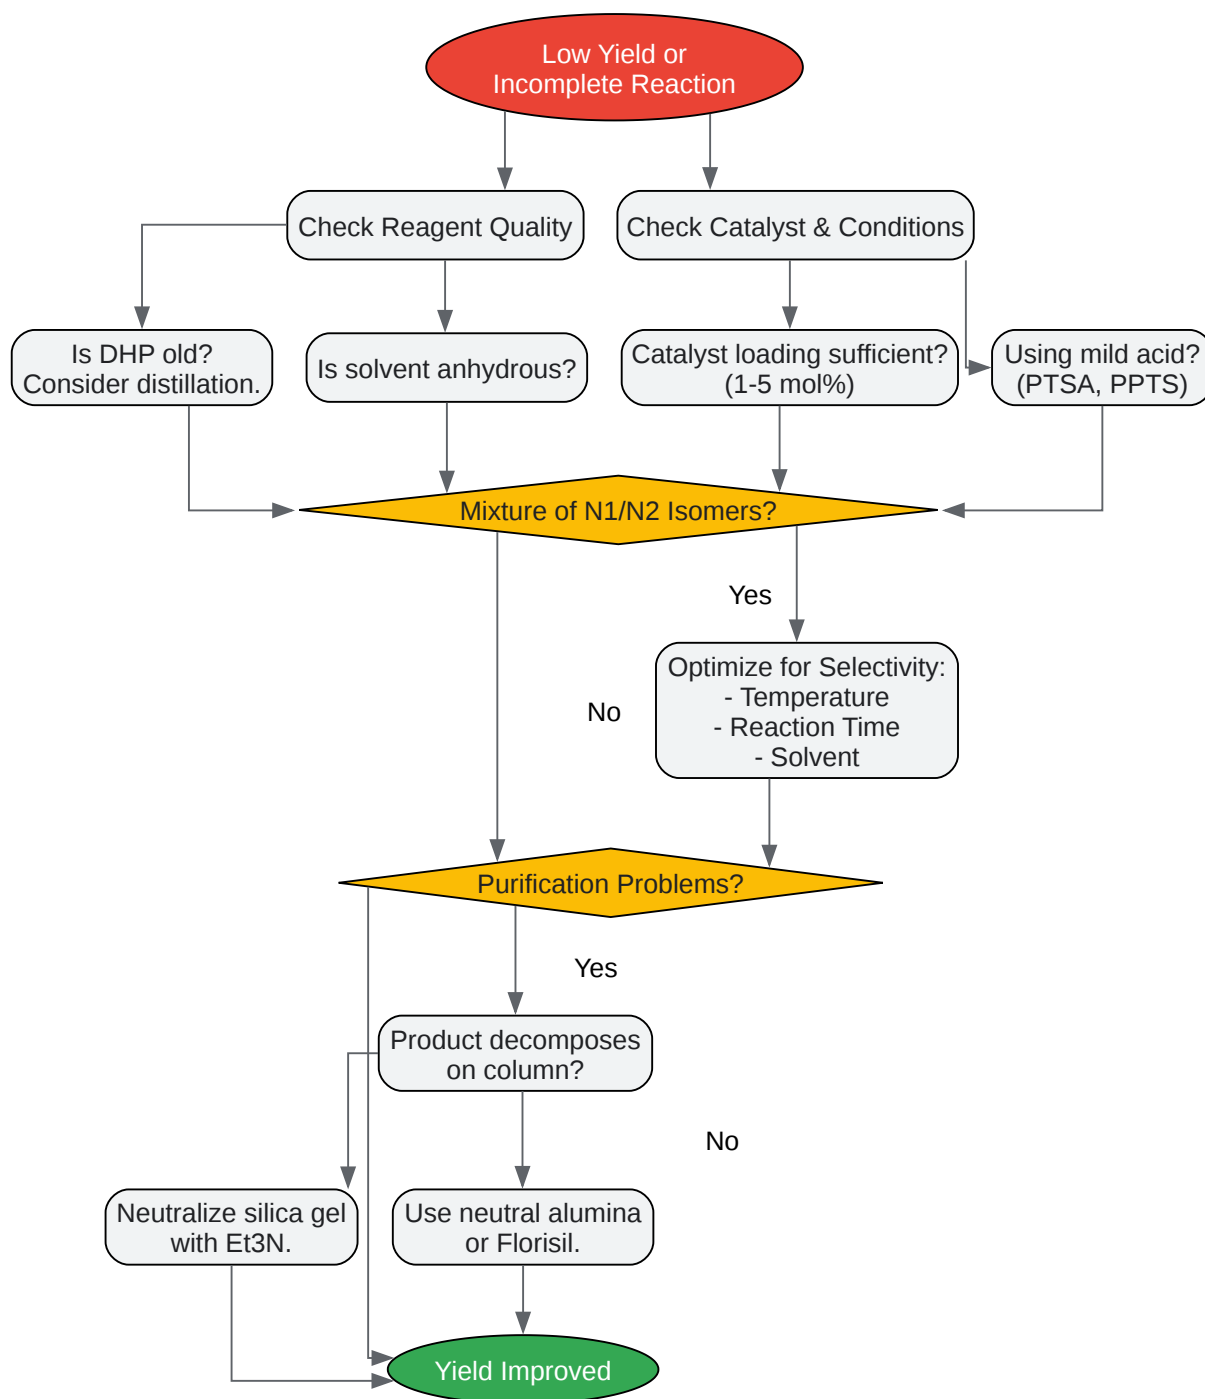 Low Yield or
Incomplete Reaction
Check Reagent Quality
Check Catalyst & Conditions
Is DHP old?
Consider distillation.
Is solvent anhydrous?
Catalyst loading sufficient?
(1-5 mol%)
Using mild acid?
(PTSA, PPTS)
Mixture of N1/N2 Isomers?
Yes
Optimize for Selectivity:
- Temperature
- Reaction Time
- Solvent
No
Purification Problems?
Yes
Product decomposes
on column?
No
Neutralize silica gel
with Et3N.
Use neutral alumina
or Florisil.
Yield Improved